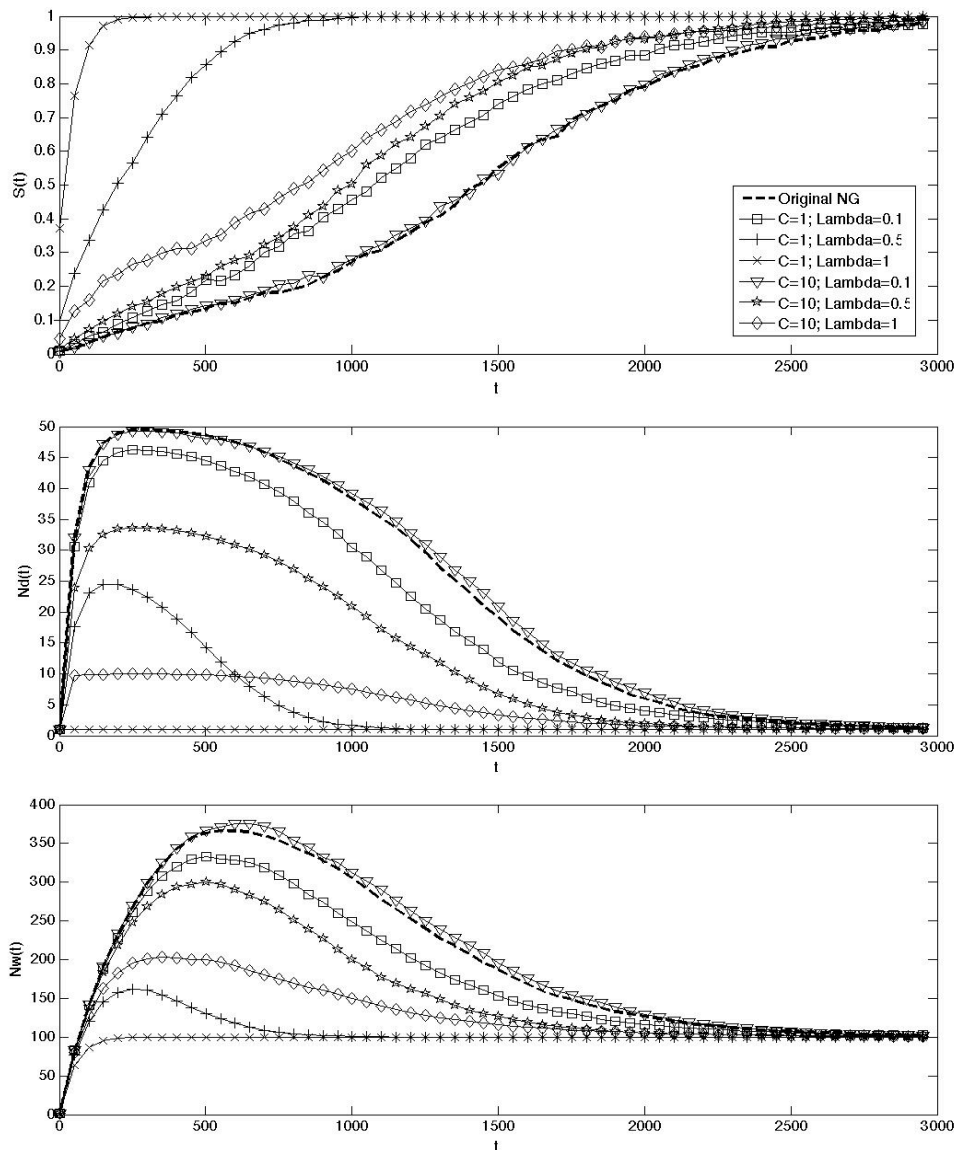 1
0.9
0.8
0.7
0.6
0.5
0.4
0.3
0.2
0.1
0
S(t)
Original NG
C=1; Lambda=0.1
C=1; Lambda=0.5
C=1; Lambda=1
C=10; Lambda=0.1
C=10; Lambda=0.5
C=10; Lambda=1
0 500 1000 1500 2000 2500 3000
t
50
45
40
35
30
25
20
15
10
5
0
Nd(t)
0 500 1000 1500 2000 2500 3000
t
400
350
300
250
200
150
100
50
0
Nw(t)
0 500 1000 1500 2000 2500 3000
t